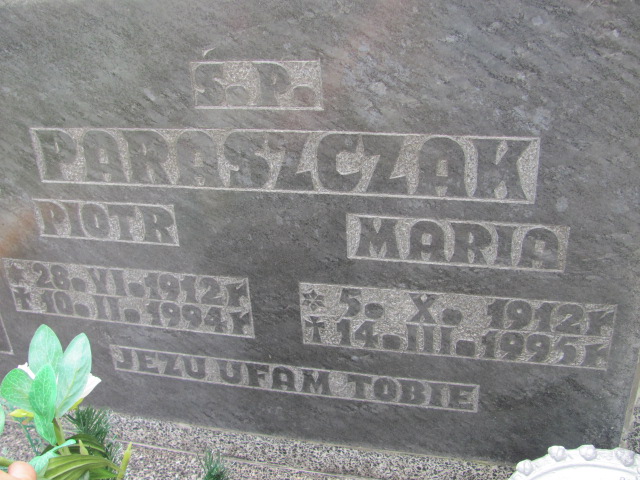 Ś.P.
PARASZCZAK
PIOTR
* 28.VI.1912 r
† 10.II.1994 r
MARIA
* 5.X.1912 r
† 14.III.1995 r
JEZU UFAM TOBIE